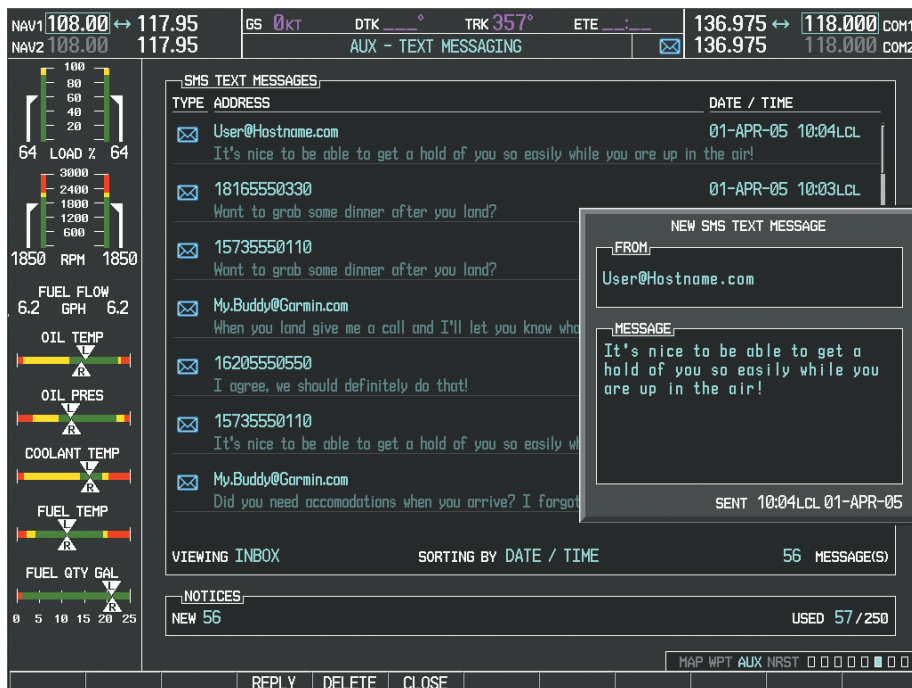 NAV1 108.00 ↔ 117.95 GS 0KT DTK ___° TRK 357° ETE __:__ 136.975 ↔ 118.000 COM1
NAV2 108.00 117.95 AUX - TEXT MESSAGING 136.975 118.000 COM2
100
80
60
40
20
64 LOAD % 64
3000
2400
1800
1200
600
1850 RPM 1850
FUEL FLOW
6.2 GPH 6.2
OIL TEMP
L
R
OIL PRES
L
R
COOLANT TEMP
L
R
FUEL TEMP
L
R
FUEL QTY GAL
L
R
0 5 10 15 20 25
SMS TEXT MESSAGES
TYPE ADDRESS DATE / TIME
User@Hostname.com 01-APR-05 10:04LCL
It's nice to be able to get a hold of you so easily while you are up in the air!
18165550330 01-APR-05 10:03LCL
Want to grab some dinner after you land?
15735550110
Want to grab some dinner after you land?
My.Buddy@Garmin.com
When you land give me a call and I'll let you know wha
16205550550
I agree, we should definitely do that!
15735550110
It's nice to be able to get a hold of you so easily wh
My.Buddy@Garmin.com
Did you need accomodations when you arrive? I forgot
VIEWING INBOX SORTING BY DATE / TIME 56 MESSAGE(S)
NEW SMS TEXT MESSAGE
FROM
User@Hostname.com
MESSAGE
It's nice to be able to get a
hold of you so easily while you
are up in the air!
SENT 10:04LCL 01-APR-05
NOTICES
NEW 56 USED 57/250
MAP WPT AUX NRST
REPLY DELETE CLOSE